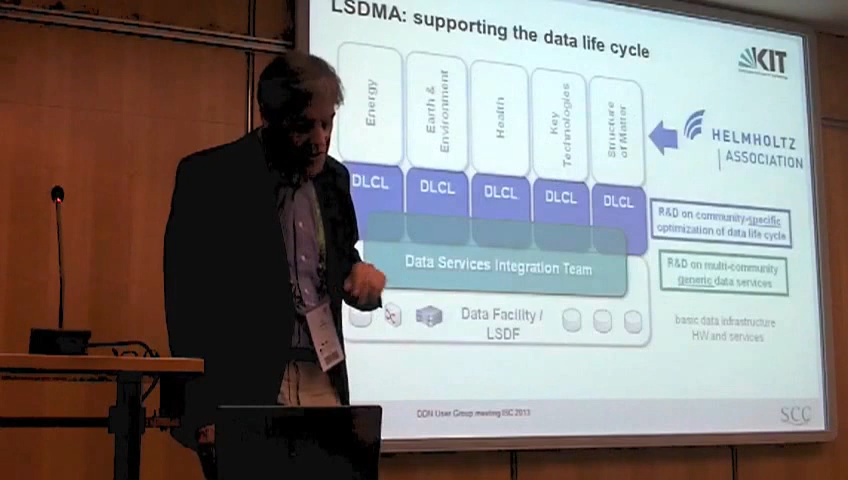 LSDMA: supporting the data life cycle
KIT
Energy
Earth &
Environment
Health
Key
Technologies
Structure
of Matter
HELMHOLTZ
ASSOCIATION
DLCL
DLCL
DLCL
DLCL
DLCL
R&D on community-specific
optimization of data life cycle
Data Services Integration Team
R&D on multi-community
generic data services
Data Facility /
LSDF
basic data infrastructure
HW and services
DDN User Group meeting ISC 2013
SCC